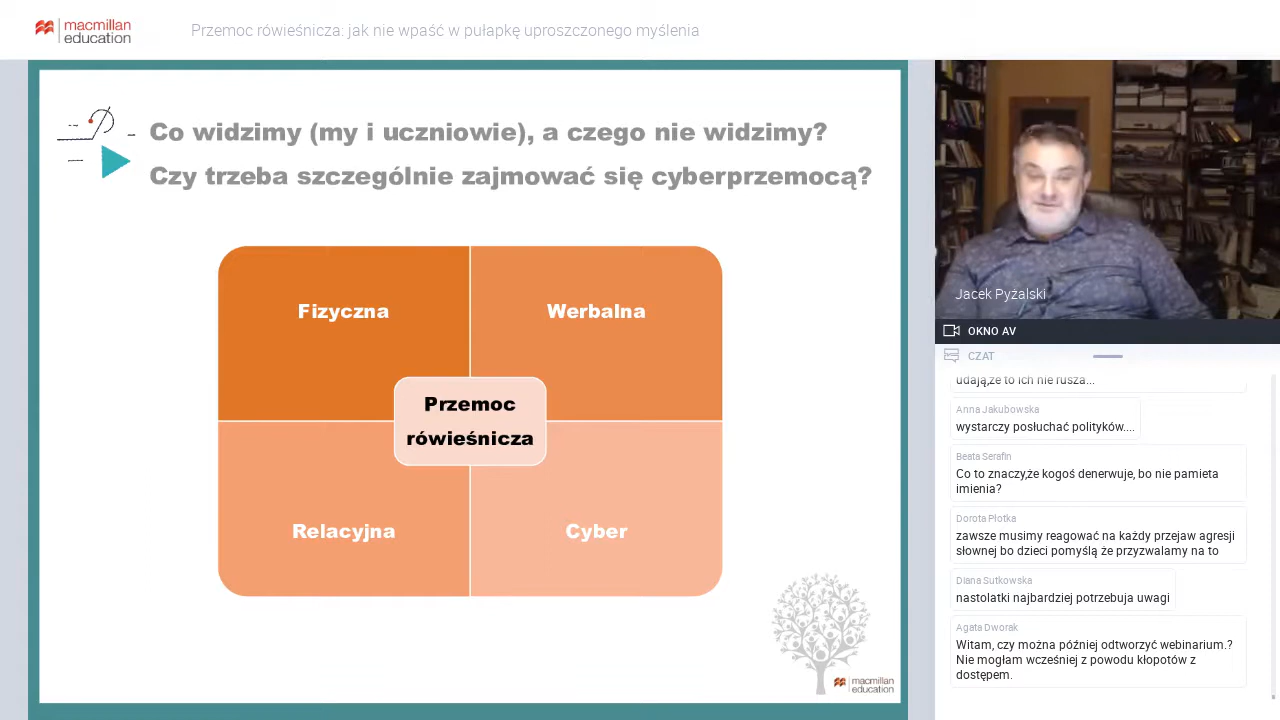 macmillan
education
Przemoc rówieśnicza: jak nie wpaść w pułapkę uproszczonego myślenia
Co widzimy (my i uczniowie), a czego nie widzimy?
Czy trzeba szczególnie zajmować się cyberprzemocą?
Fizyczna
Werbalna
Przemoc
rówieśnicza
Relacyjna
Cyber
macmillan
education
Jacek Pyżalski
OKNO AV
CZAT
udają,że to ich nie rusza...
Anna Jakubowska
wystarczy posłuchać polityków....
Beata Serafin
Co to znaczy,że kogoś denerwuje, bo nie pamieta
imienia?
Dorota Płotka
zawsze musimy reagować na każdy przejaw agresji
słownej bo dzieci pomyślą że przyzwalamy na to
Diana Sutkowska
nastolatki najbardziej potrzebuja uwagi
Agata Dworak
Witam, czy można później odtworzyć webinarium.?
Nie mogłam wcześniej z powodu kłopotów z
dostępem.